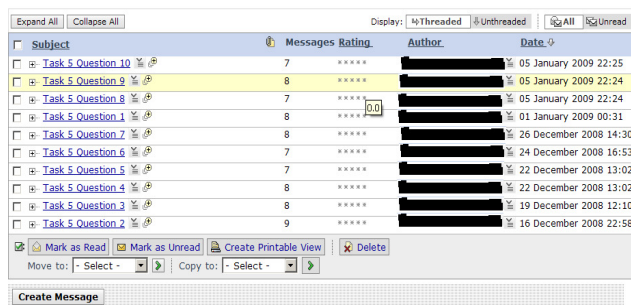 Expand All Collapse All Display: Threaded Unthreaded All Unread
Subject Messages Rating Author Date
Task 5 Question 10 7 ***** 05 January 2009 22:25
Task 5 Question 9 8 ***** 05 January 2009 22:24
Task 5 Question 8 7 ***** 05 January 2009 22:24
0.0
Task 5 Question 1 8 ***** 01 January 2009 00:31
Task 5 Question 7 8 ***** 26 December 2008 14:30
Task 5 Question 6 7 ***** 24 December 2008 16:53
Task 5 Question 5 7 ***** 22 December 2008 13:02
Task 5 Question 4 8 ***** 22 December 2008 13:02
Task 5 Question 3 8 ***** 19 December 2008 12:10
Task 5 Question 2 9 ***** 16 December 2008 22:58
Mark as Read Mark as Unread Create Printable View Delete
Move to: - Select - Copy to: - Select -
Create Message